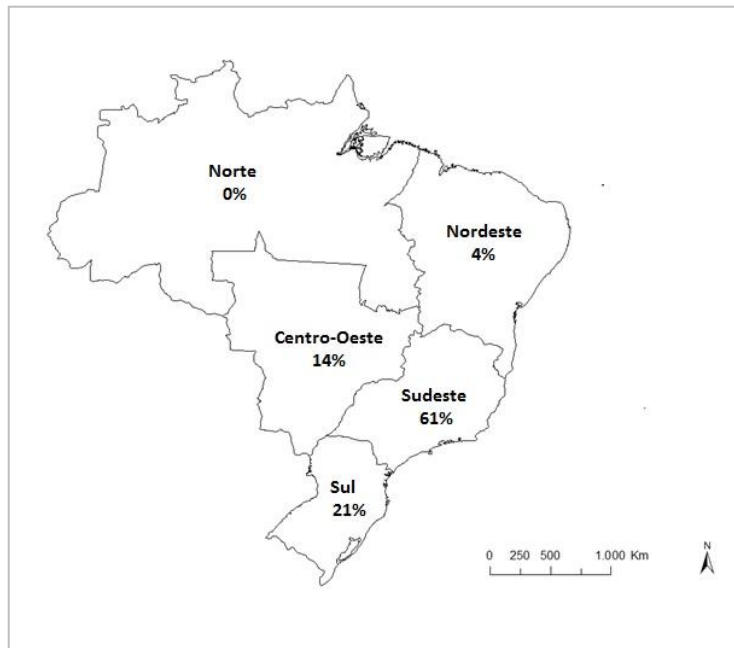 Norte
0%
Nordeste
4%
Centro-Oeste
14%
Sudeste
61%
Sul
21%
0 250 500 1.000 Km
N